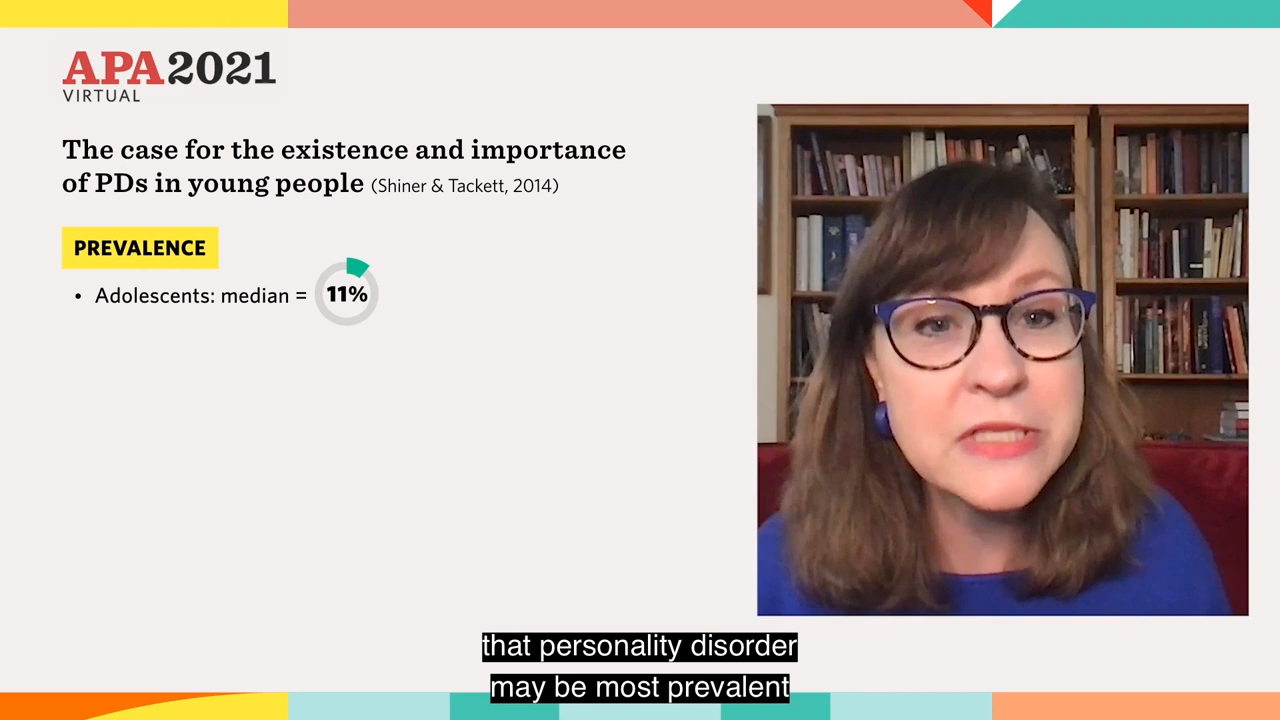 APA2021
VIRTUAL
The case for the existence and importance
of PDs in young people (Shiner & Tackett, 2014)
PREVALENCE
• Adolescents: median = 11%
that personality disorder
may be most prevalent